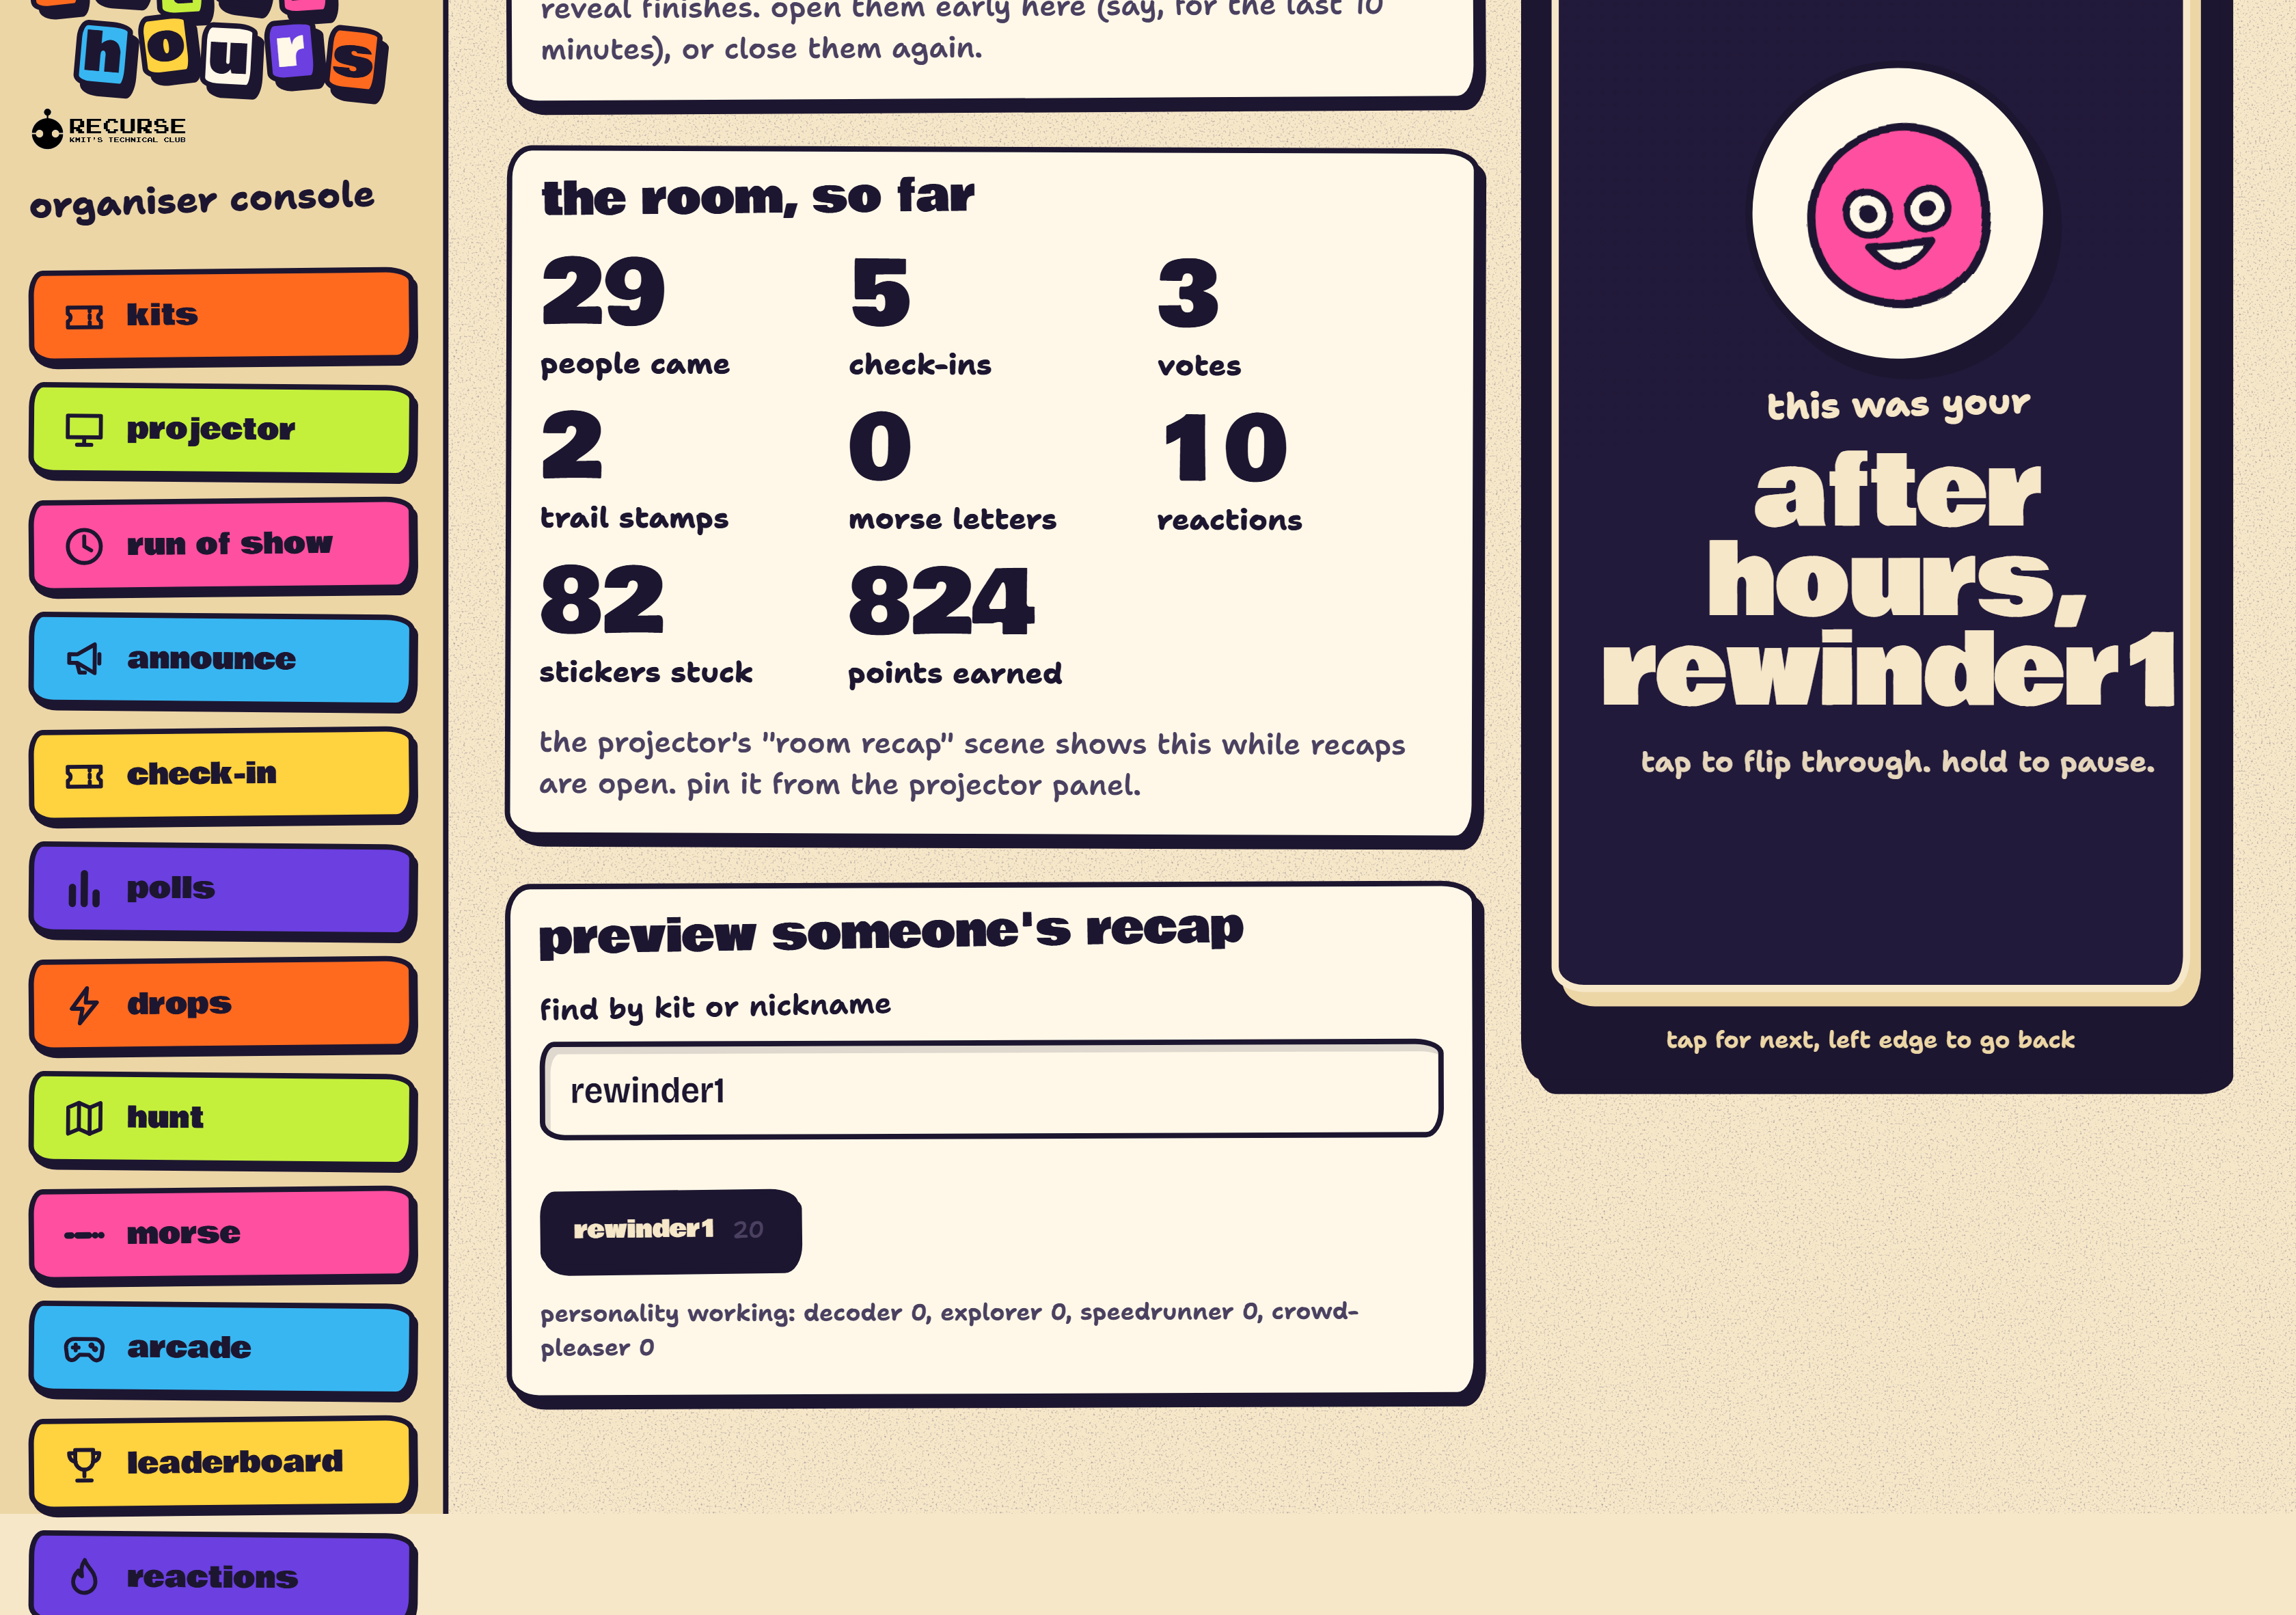 hours
RECURSE
KMIT'S TECHNICAL CLUB
organiser console
kits
projector
run of show
announce
check-in
polls
drops
hunt
morse
arcade
leaderboard
reactions
reveal finishes. open them early here (say, for the last 10
minutes), or close them again.
the room, so far
29
people came
5
check-ins
3
votes
2
trail stamps
0
morse letters
10
reactions
82
stickers stuck
824
points earned
the projector's "room recap" scene shows this while recaps
are open. pin it from the projector panel.
preview someone's recap
find by kit or nickname
rewinder1
rewinder1 20
personality working: decoder 0, explorer 0, speedrunner 0, crowd-
pleaser 0
this was your
after
hours,
rewinder1
tap to flip through. hold to pause.
tap for next, left edge to go back